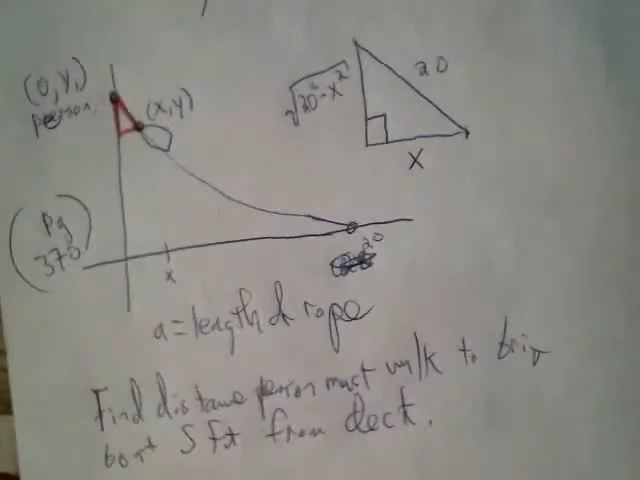 (0, Y₁)
person
(x,y)
√20²-x²
20
x
(Pg 370)
x
20
a = length of rope
Find distance person must walk to bring
boat 5 ft from dock.